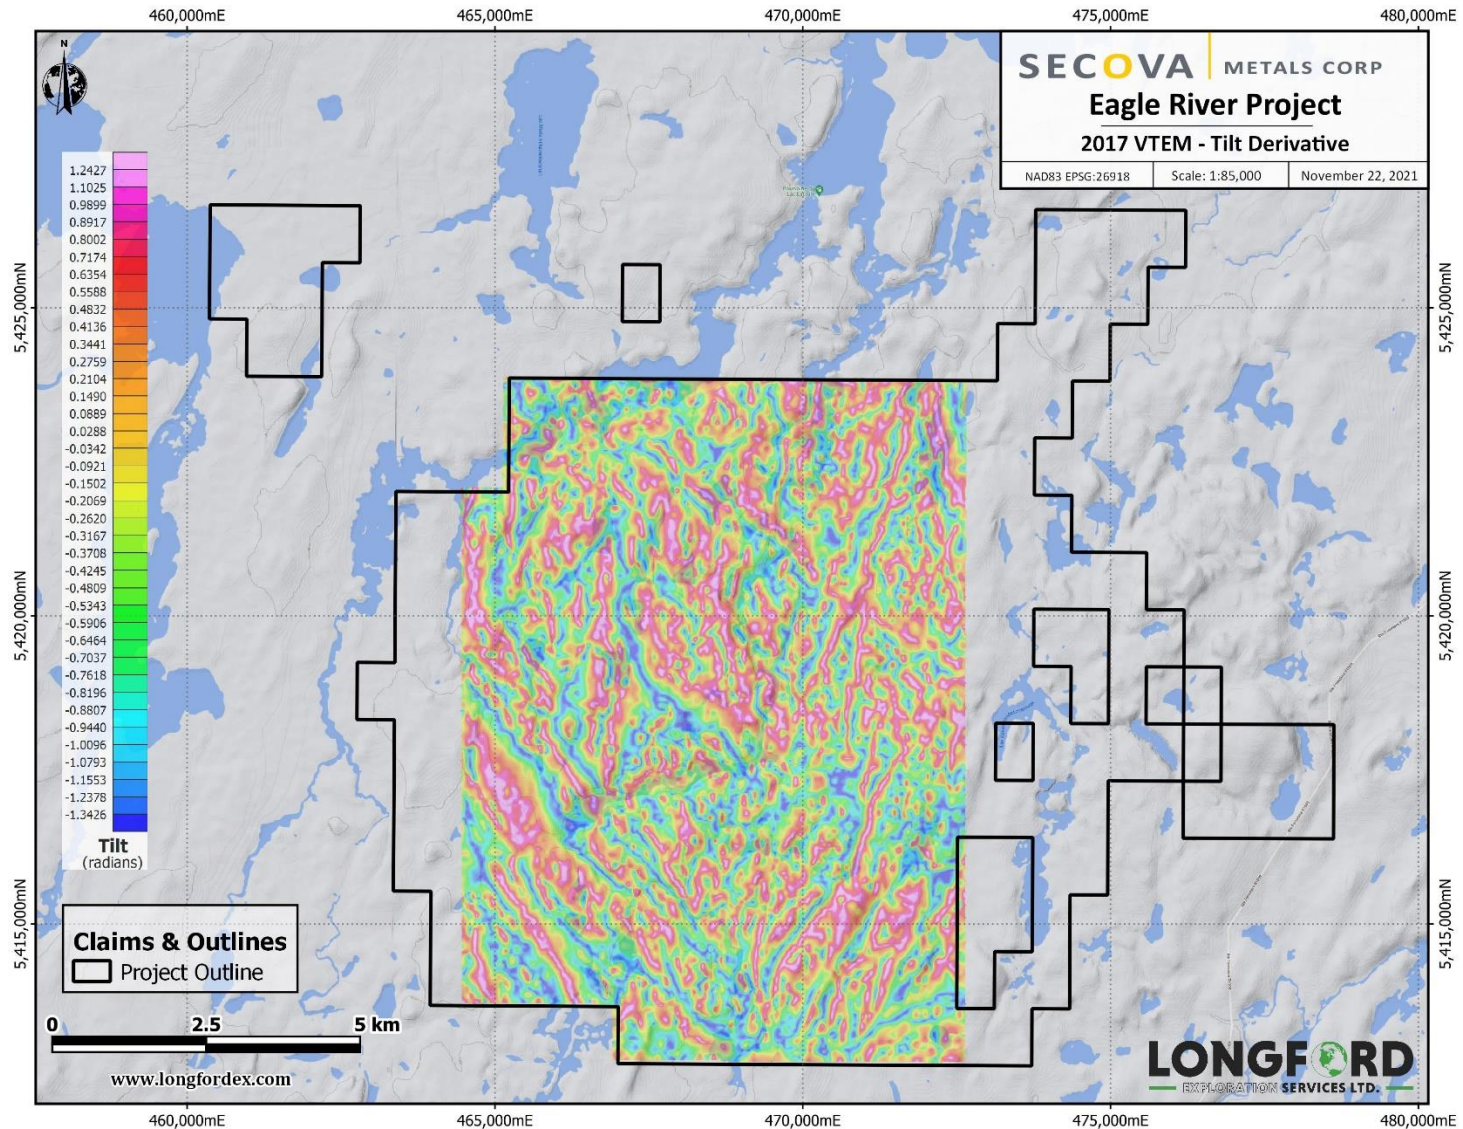 460,000mE
465,000mE
470,000mE
475,000mE
480,000mE
N
SECOVA METALS CORP
Eagle River Project
2017 VTEM - Tilt Derivative
NAD83 EPSG:26918
Scale: 1:85,000
November 22, 2021
1.2427
1.1025
0.9899
0.8917
0.8002
0.7174
0.6354
0.5588
0.4832
0.4136
0.3441
0.2759
0.2104
0.1490
0.0889
0.0288
-0.0342
-0.0921
-0.1502
-0.2069
-0.2620
-0.3167
-0.3708
-0.4245
-0.4809
-0.5343
-0.5906
-0.6464
-0.7037
-0.7618
-0.8196
-0.8807
-0.9440
-1.0096
-1.0793
-1.1553
-1.2378
-1.3426
Tilt
(radians)
5,425,000mN
5,425,000mN
5,420,000mN
5,420,000mN
5,415,000mN
5,415,000mN
Claims & Outlines
Project Outline
0 2.5 5 km
www.longfordex.com
LONGFORD
EXPLORATION SERVICES LTD.
460,000mE
465,000mE
470,000mE
475,000mE
480,000mE